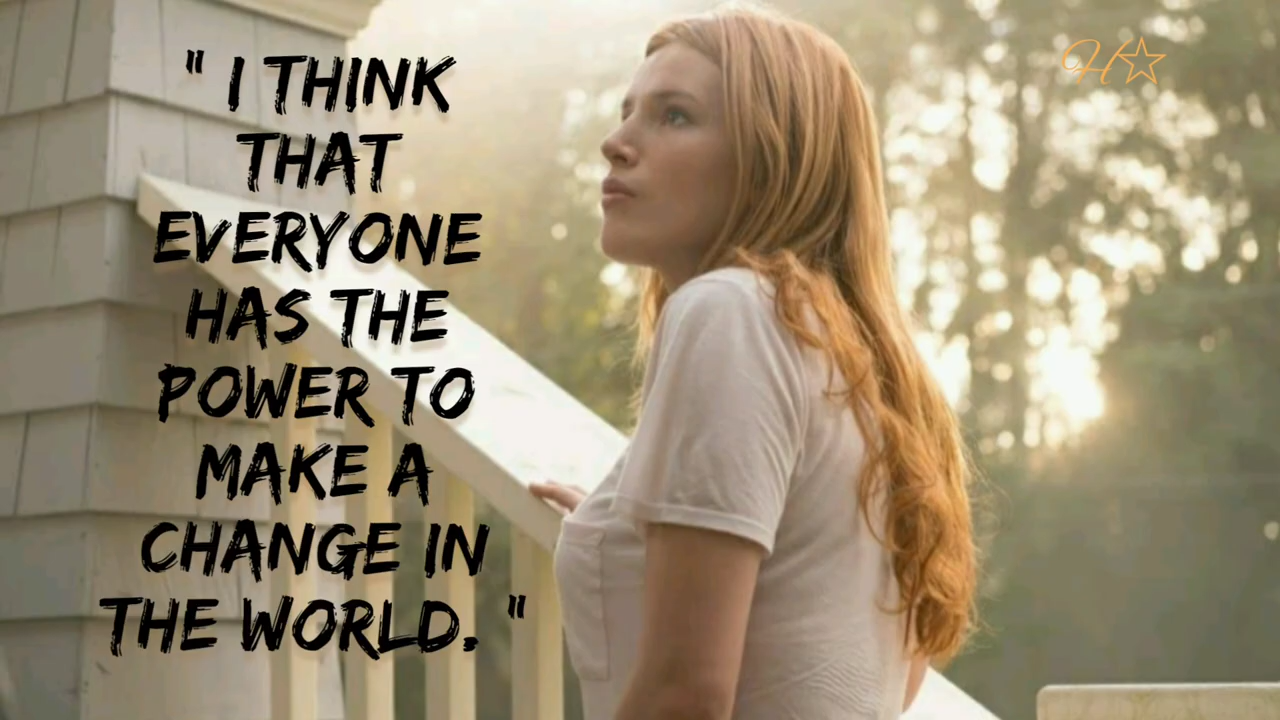 " I THINK
THAT
EVERYONE
HAS THE
POWER TO
MAKE A
CHANGE IN
THE WORLD. "
H☆